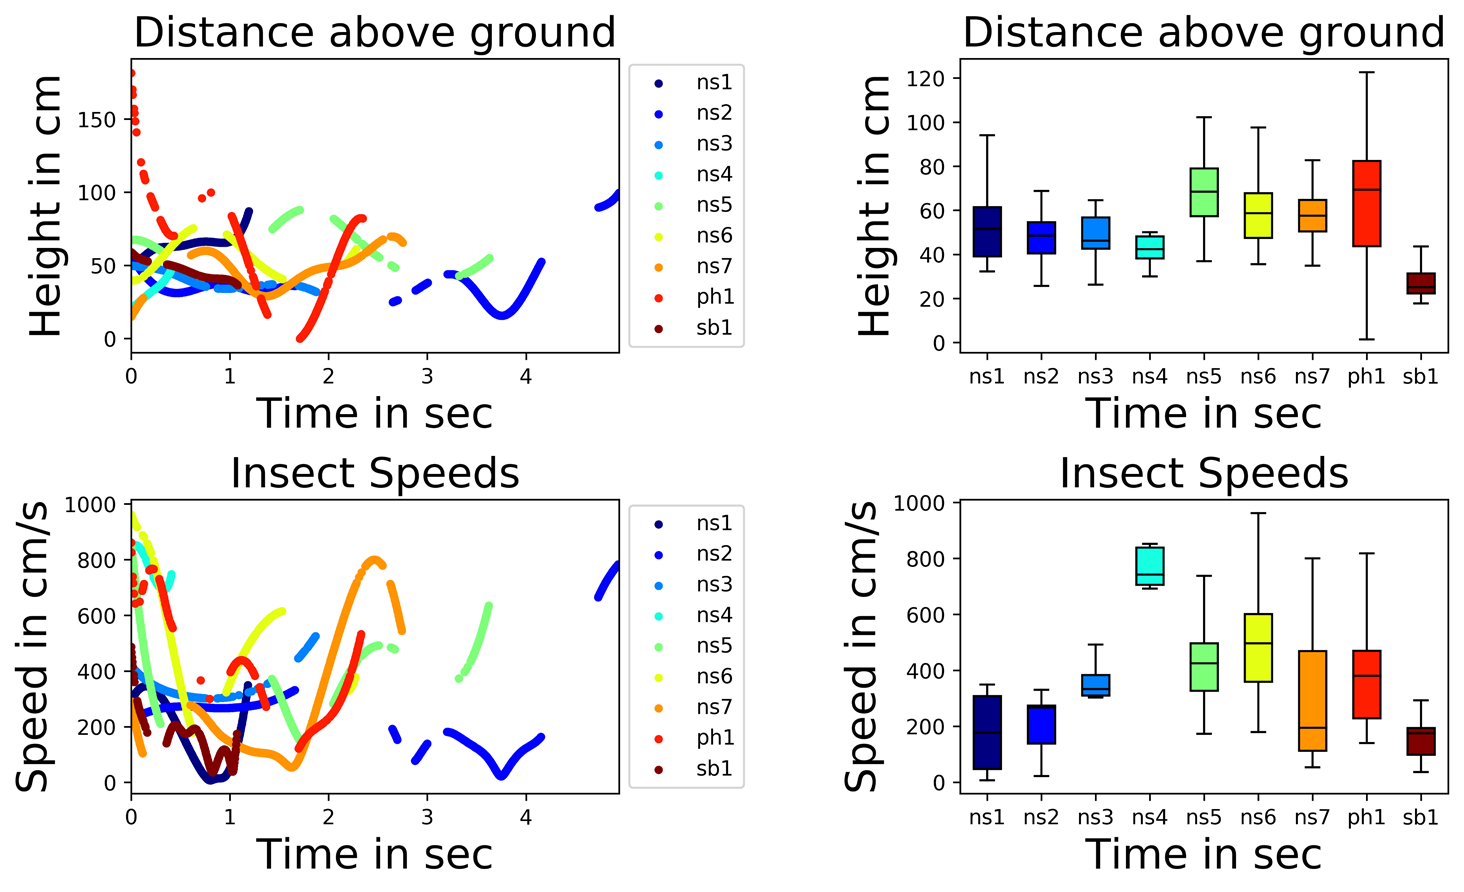 Distance above ground
Height in cm
150
100
50
0
0 1 2 3 4
Time in sec
ns1
ns2
ns3
ns4
ns5
ns6
ns7
ph1
sb1
Distance above ground
Height in cm
120
100
80
60
40
20
0
ns1 ns2 ns3 ns4 ns5 ns6 ns7 ph1 sb1
Time in sec
Insect Speeds
Speed in cm/s
1000
800
600
400
200
0
0 1 2 3 4
Time in sec
ns1
ns2
ns3
ns4
ns5
ns6
ns7
ph1
sb1
Insect Speeds
Speed in cm/s
1000
800
600
400
200
0
ns1 ns2 ns3 ns4 ns5 ns6 ns7 ph1 sb1
Time in sec